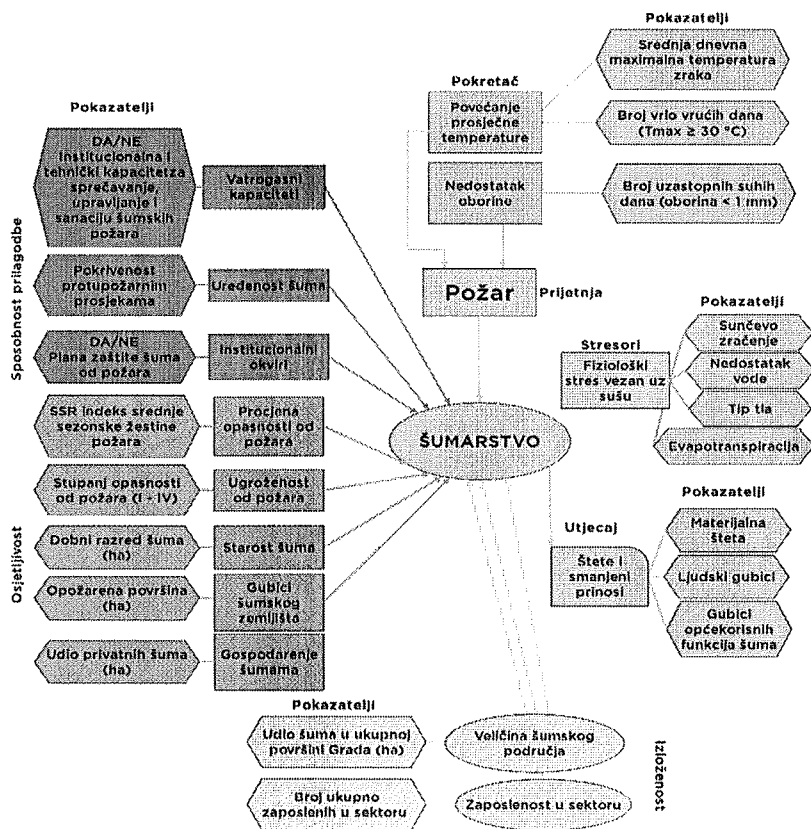 Pokazatelji
Srednja dnevna
maksimalna temperatura
zraka
Pokretač
Povećanje
prosječne
temperature
Broj vrlo vrućih dana
(Tmax ≥ 30 °C)
Nedostatak
oborine
Broj uzastopnih suhih
dana (oborina < 1 mm)
Požar
Prijetnja
Pokazatelji
Sposobnost prilagodbe
DA/NE
Institucionalna i
tehnički kapacitetza
sprečavanje,
upravljanje i
sanaciju šumskih
požara
Vatrogasni
kapaciteti
Pokrivenost
protupožarnim
prosjekama
Uređenost šuma
DA/NE
Plana zaštite šuma
od požara
Institucionalni
okviri
Osjetljivost
SSR indeks srednje
sezonske žestine
požara
Procjena
opasnosti od
požara
Stupanj opasnosti
od požara (I - IV)
Ugroženost
od požara
Dobni razred šuma
(ha)
Starost šuma
Opožarena površina
(ha)
Gubici
šumskog
zemljišta
Udio privatnih šuma
(ha)
Gospodarenje
šumama
ŠUMARSTVO
Pokazatelji
Stresori
Fiziološki
stres vezan uz
sušu
Sunčevo
zračenje
Nedostatak
vode
Tip tla
Evapotranspiracija
Pokazatelji
Utjecaj
Štete i
smanjeni
prinosi
Materijalna
šteta
Ljudski gubici
Gubici
općekorisnih
funkcija šuma
Pokazatelji
Udio šuma u ukupnoj
površini Grada (ha)
Veličina šumskog
područja
Broj ukupno
zaposlenih u sektoru
Zaposlenost u sektoru
Izloženost